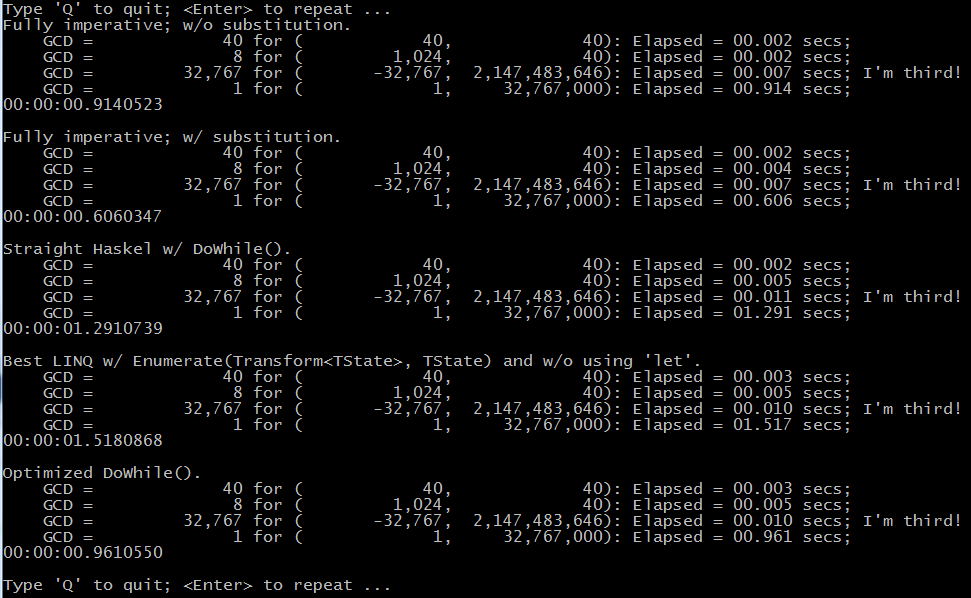 Type 'Q' to quit; <Enter> to repeat ...
Fully imperative; w/o substitution.
    GCD =             40 for (            40,             40): Elapsed = 00.002 secs;
    GCD =              8 for (         1,024,             40): Elapsed = 00.002 secs;
    GCD =         32,767 for (       -32,767,  2,147,483,646): Elapsed = 00.007 secs; I'm third!
    GCD =              1 for (             1,     32,767,000): Elapsed = 00.914 secs;
00:00:00.9140523

Fully imperative; w/ substitution.
    GCD =             40 for (            40,             40): Elapsed = 00.002 secs;
    GCD =              8 for (         1,024,             40): Elapsed = 00.004 secs;
    GCD =         32,767 for (       -32,767,  2,147,483,646): Elapsed = 00.007 secs; I'm third!
    GCD =              1 for (             1,     32,767,000): Elapsed = 00.606 secs;
00:00:00.6060347

Straight Haskel w/ DoWhile().
    GCD =             40 for (            40,             40): Elapsed = 00.002 secs;
    GCD =              8 for (         1,024,             40): Elapsed = 00.005 secs;
    GCD =         32,767 for (       -32,767,  2,147,483,646): Elapsed = 00.011 secs; I'm third!
    GCD =              1 for (             1,     32,767,000): Elapsed = 01.291 secs;
00:00:01.2910739

Best LINQ w/ Enumerate(Transform<TState>, TState) and w/o using 'let'.
    GCD =             40 for (            40,             40): Elapsed = 00.003 secs;
    GCD =              8 for (         1,024,             40): Elapsed = 00.005 secs;
    GCD =         32,767 for (       -32,767,  2,147,483,646): Elapsed = 00.010 secs; I'm third!
    GCD =              1 for (             1,     32,767,000): Elapsed = 01.517 secs;
00:00:01.5180868

Optimized DoWhile().
    GCD =             40 for (            40,             40): Elapsed = 00.003 secs;
    GCD =              8 for (         1,024,             40): Elapsed = 00.005 secs;
    GCD =         32,767 for (       -32,767,  2,147,483,646): Elapsed = 00.010 secs; I'm third!
    GCD =              1 for (             1,     32,767,000): Elapsed = 00.961 secs;
00:00:00.9610550

Type 'Q' to quit; <Enter> to repeat ...